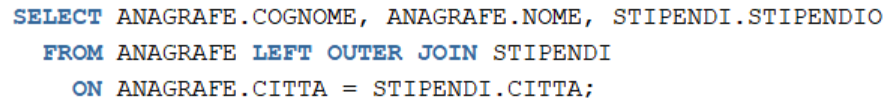 SELECT ANAGRAFE.COGNOME, ANAGRAFE.NOME, STIPENDI.STIPENDIO
FROM ANAGRAFE LEFT OUTER JOIN STIPENDI
ON ANAGRAFE.CITTA = STIPENDI.CITTA;